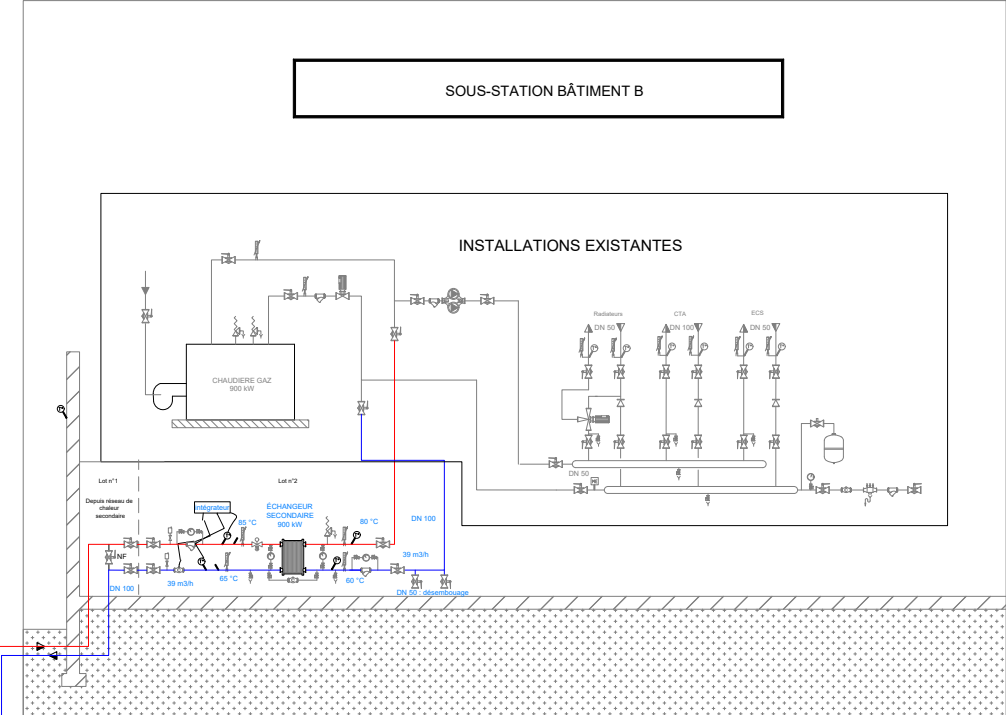 SOUS-STATION BÂTIMENT B
INSTALLATIONS EXISTANTES
Radiateurs
CTA
ECS
DN 50
DN 100
DN 50
CHAUDIERE GAZ
900 kW
DN 50
Lot n°1
Lot n°2
Depuis réseau de
chaleur
secondaire
intégrateur
ÉCHANGEUR
SECONDAIRE
900 kW
85 °C
80 °C
DN 100
NF
39 m3/h
DN 100
39 m3/h
65 °C
60 °C
DN 50 : désembouage